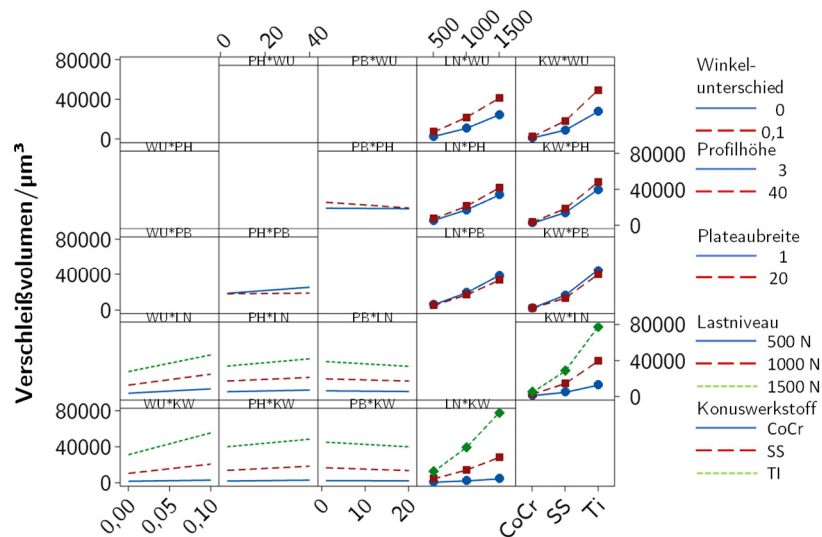 0 20 40
500 1000 1500
Verschleißvolumen/µm³
80000
40000
0
PH*WU PB*WU LN*WU KW*WU
WU*PH PB*PH LN*PH KW*PH
80000
40000
0
80000
40000
0
WU*PB PH*PB LN*PB KW*PB
WU*LN PH*LN PB*LN KW*LN
80000
40000
0
80000
40000
0
WU*KW PH*KW PB*KW LN*KW
0,00 0,05 0,10
0 10 20
CoCr SS Ti
Winkel-
unterschied
0
0,1
Profilhöhe
3
40
Plateaubreite
1
20
Lastniveau
500 N
1000 N
1500 N
Konuswerkstoff
CoCr
SS
TI